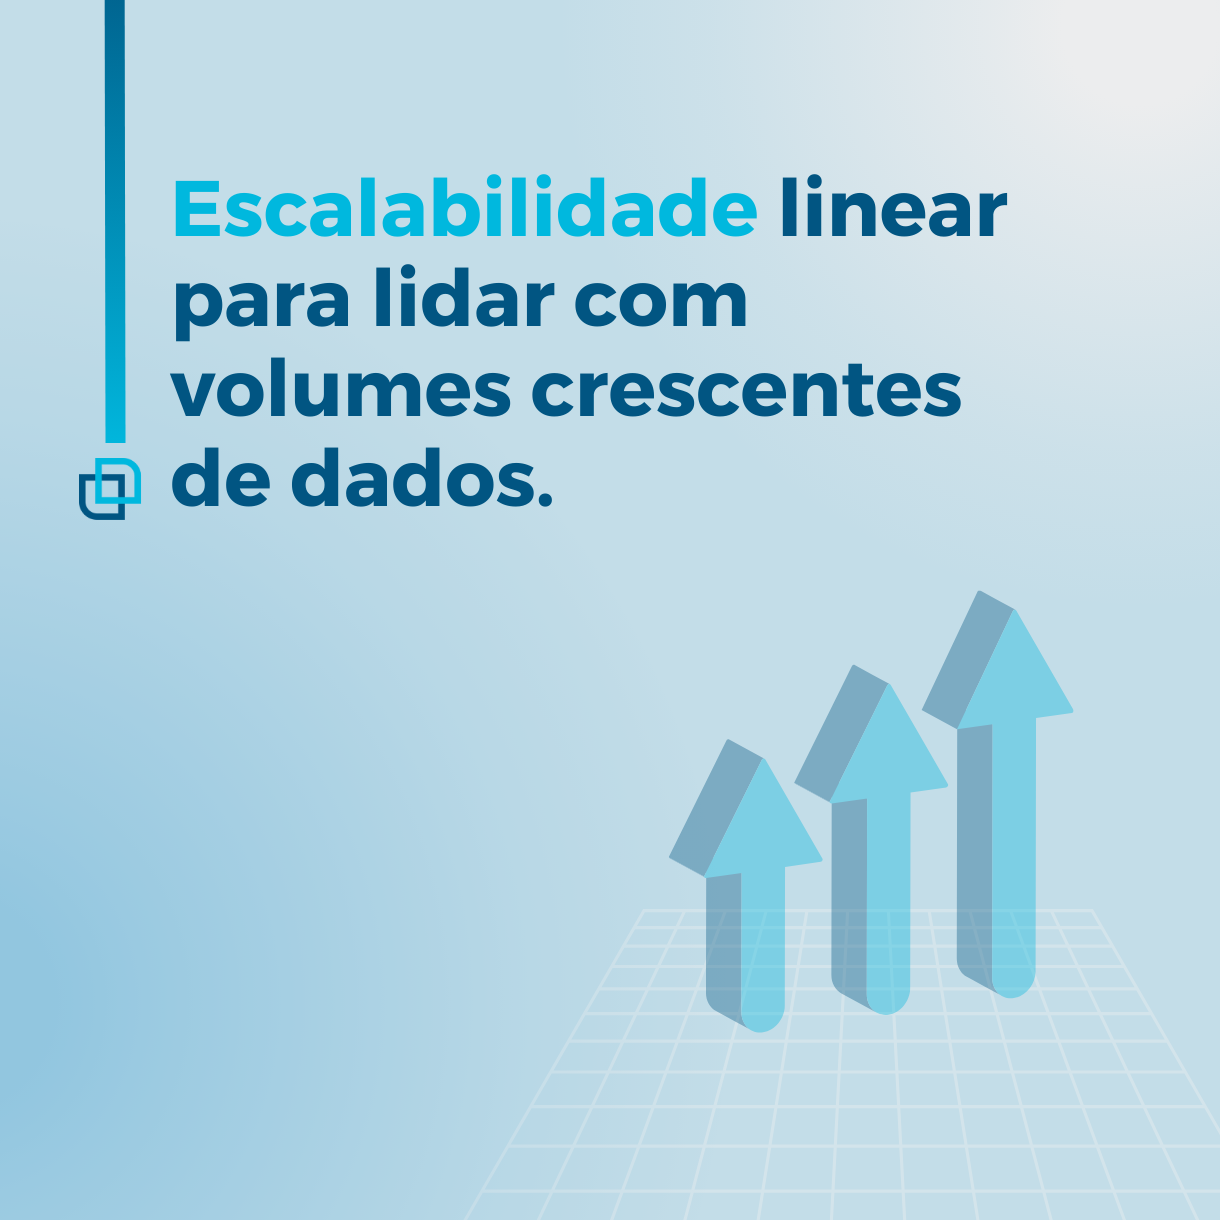 Escalabilidade linear
para lidar com
volumes crescentes
de dados.